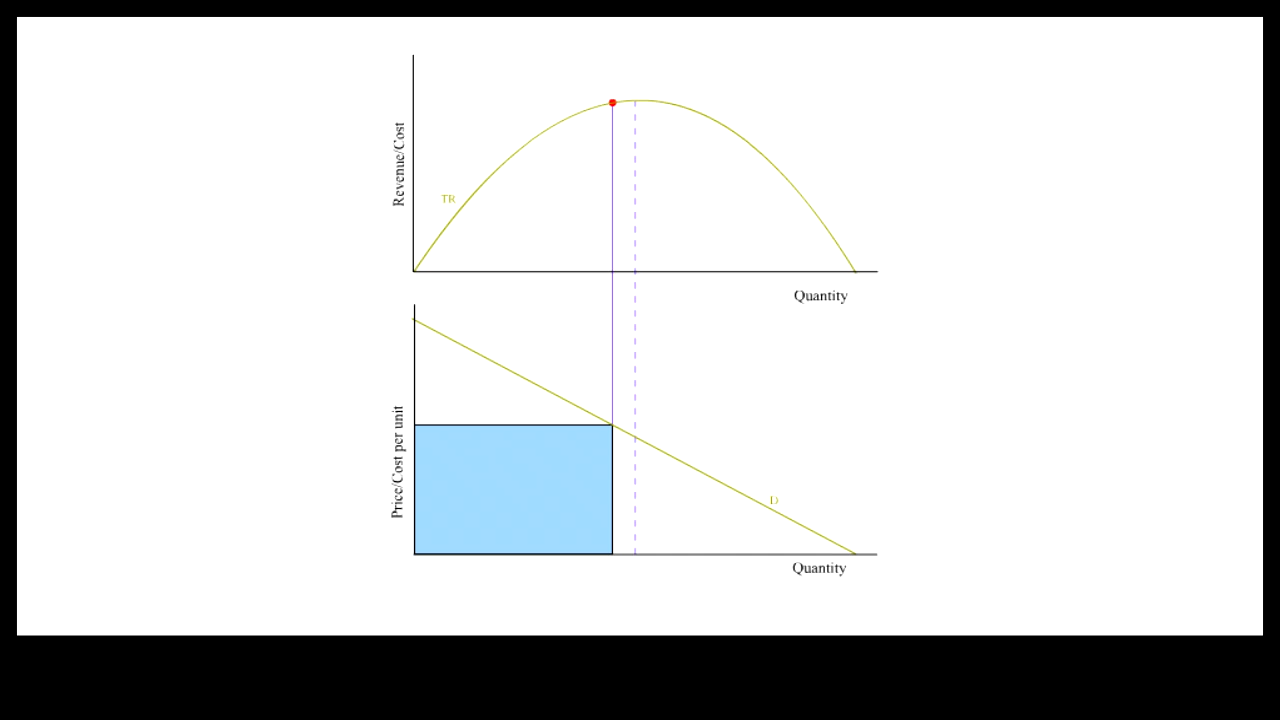 Revenue/Cost
TR
Quantity
Price/Cost per unit
D
Quantity